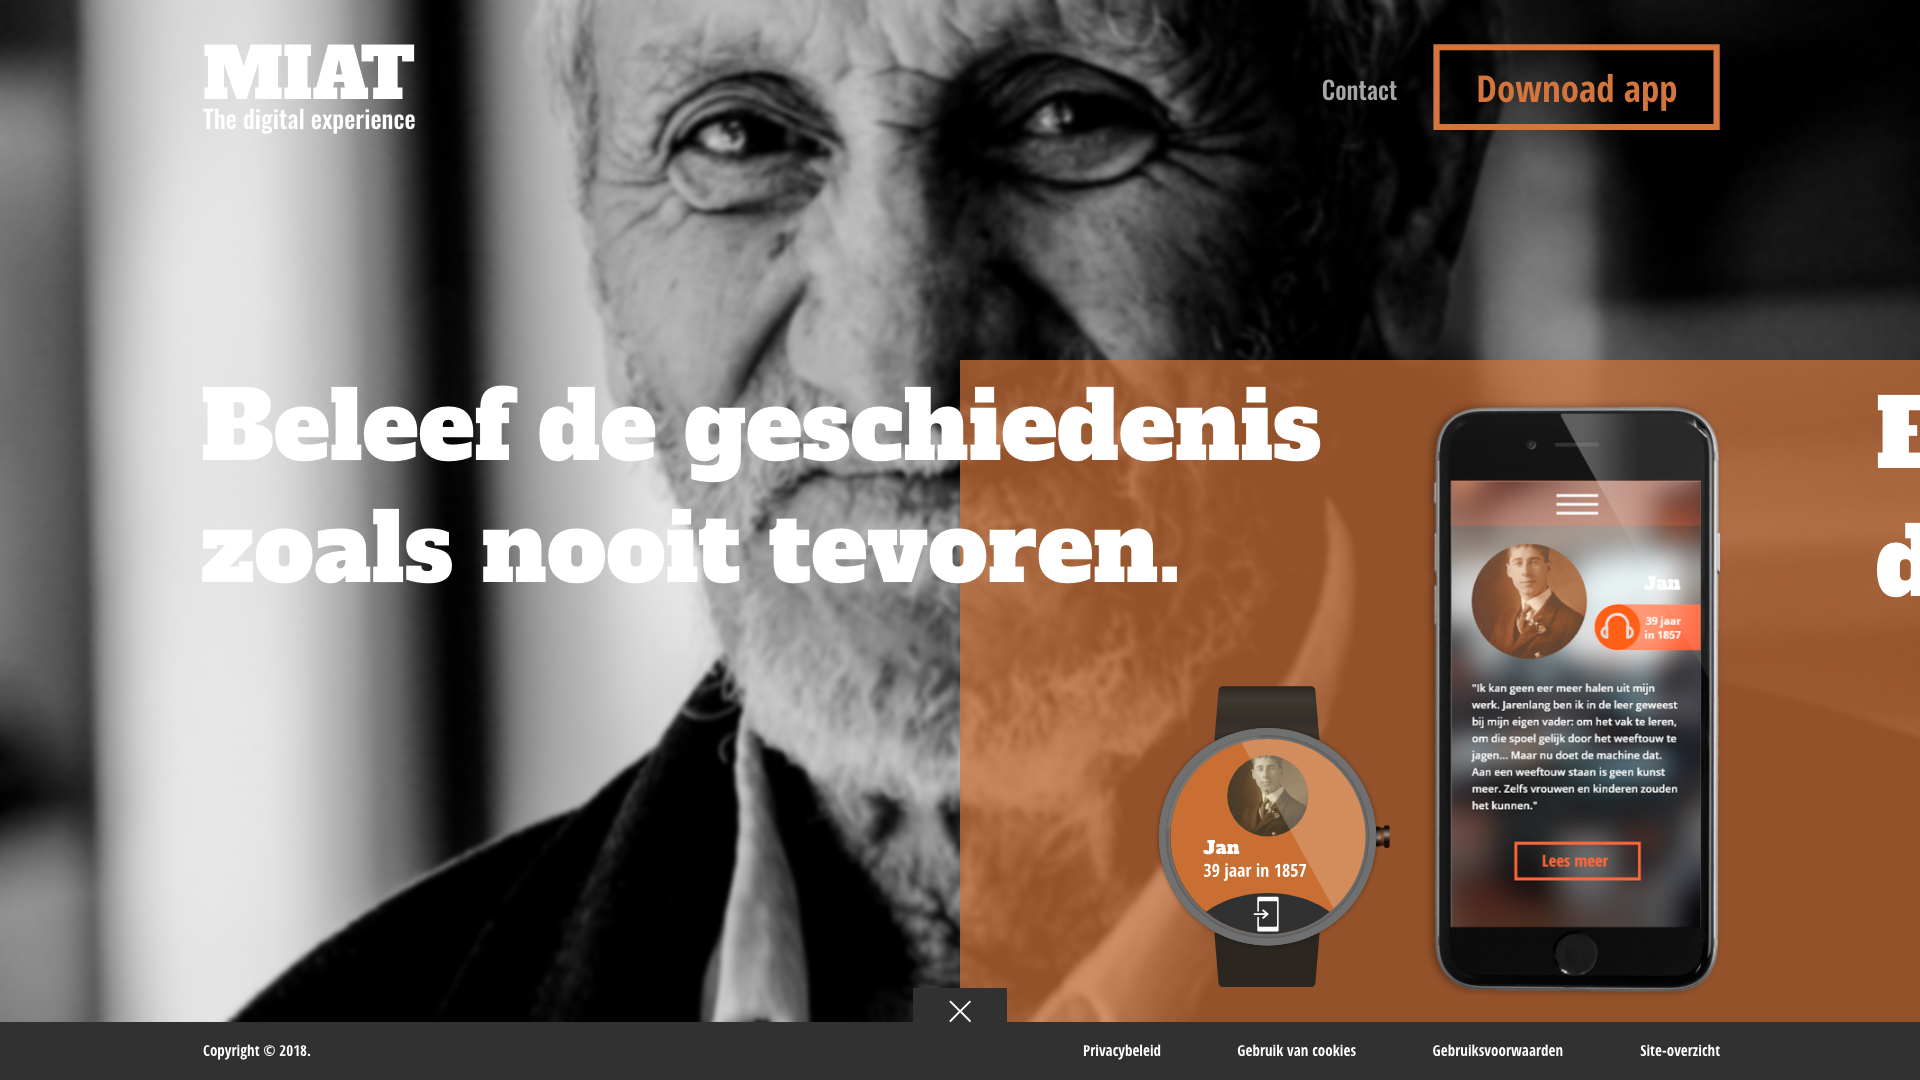 MIAT
The digital experience
Contact
Downoad app
Beleef de geschiedenis
zoals nooit tevoren.
Jan
39 jaar
in 1857
"Ik kan geen eer meer halen uit mijn
werk. Jarenlang ben ik in de leer geweest
bij mijn eigen vader: om het vak te leren,
om die spoel gelijk door het weeftouw te
jagen... Maar nu doet de machine dat.
Aan een weeftouw staan is geen kunst
meer. Zelfs vrouwen en kinderen zouden
het kunnen."
Lees meer
Jan
39 jaar in 1857
Copyright © 2018.
Privacybeleid
Gebruik van cookies
Gebruiksvoorwaarden
Site-overzicht